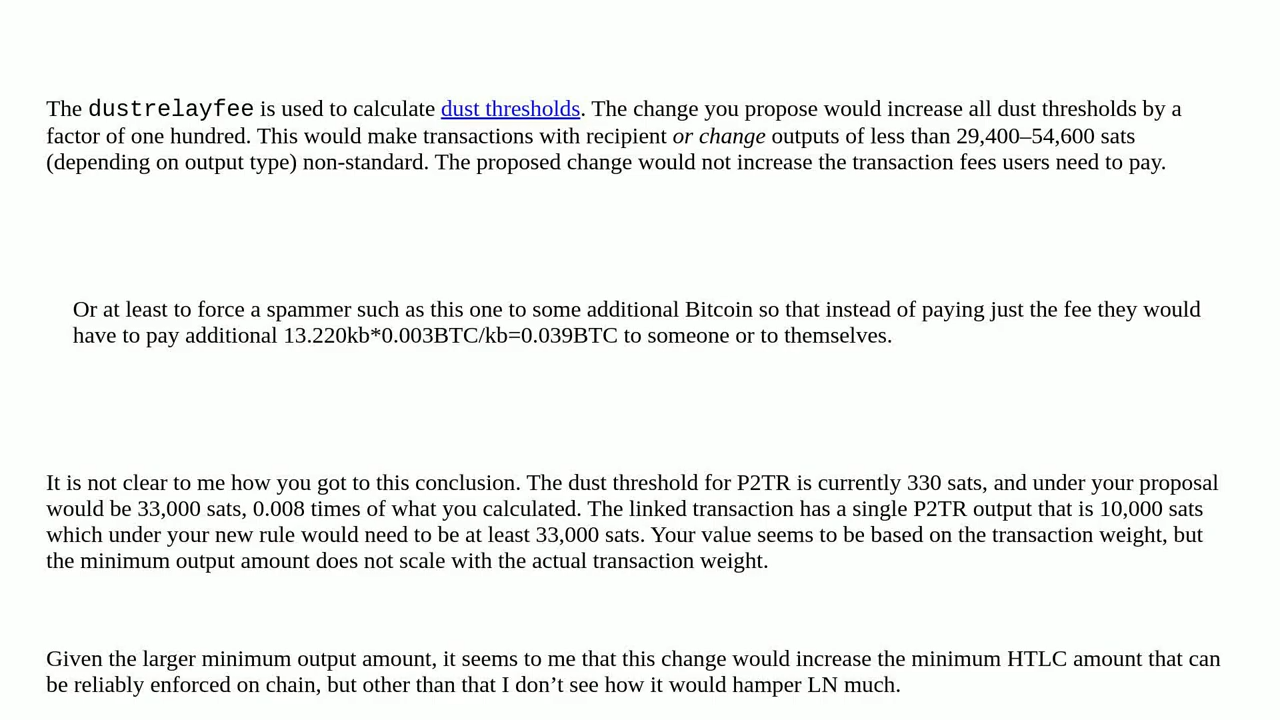 The dustrelayfee is used to calculate dust thresholds. The change you propose would increase all dust thresholds by a
factor of one hundred. This would make transactions with recipient or change outputs of less than 29,400–54,600 sats
(depending on output type) non-standard. The proposed change would not increase the transaction fees users need to pay.
Or at least to force a spammer such as this one to some additional Bitcoin so that instead of paying just the fee they would
have to pay additional 13.220kb*0.003BTC/kb=0.039BTC to someone or to themselves.
It is not clear to me how you got to this conclusion. The dust threshold for P2TR is currently 330 sats, and under your proposal
would be 33,000 sats, 0.008 times of what you calculated. The linked transaction has a single P2TR output that is 10,000 sats
which under your new rule would need to be at least 33,000 sats. Your value seems to be based on the transaction weight, but
the minimum output amount does not scale with the actual transaction weight.
Given the larger minimum output amount, it seems to me that this change would increase the minimum HTLC amount that can
be reliably enforced on chain, but other than that I don’t see how it would hamper LN much.